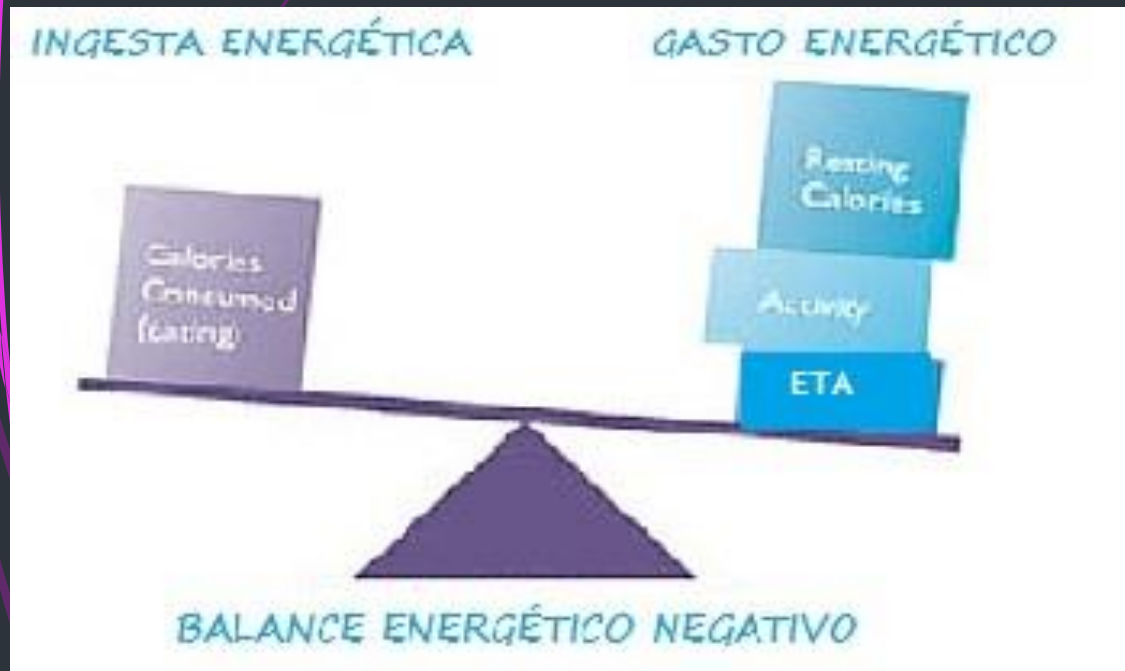 INGESTA ENERGÉTICA
GASTO ENERGÉTICO
Calories
Consumed
(eating)
Resting
Calories
Activity
ETA
BALANCE ENERGÉTICO NEGATIVO